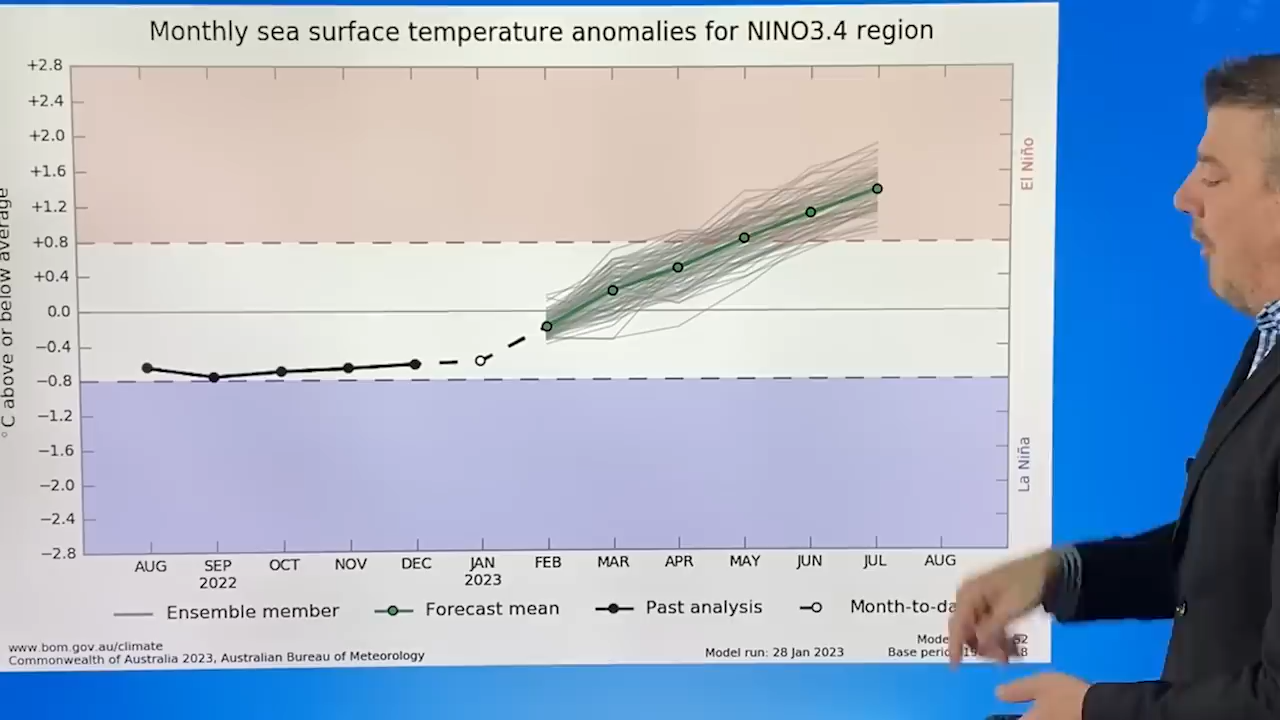 Monthly sea surface temperature anomalies for NINO3.4 region
+2.8
+2.4
+2.0
+1.6
+1.2
+0.8
+0.4
0.0
−0.4
−0.8
−1.2
−1.6
−2.0
−2.4
−2.8
°C above or below average
El Niño
La Niña
AUG SEP OCT NOV DEC JAN FEB MAR APR MAY JUN JUL AUG
2022 2023
Ensemble member Forecast mean Past analysis Month-to-da
www.bom.gov.au/climate
Commonwealth of Australia 2023, Australian Bureau of Meteorology
Model run: 28 Jan 2023
Base